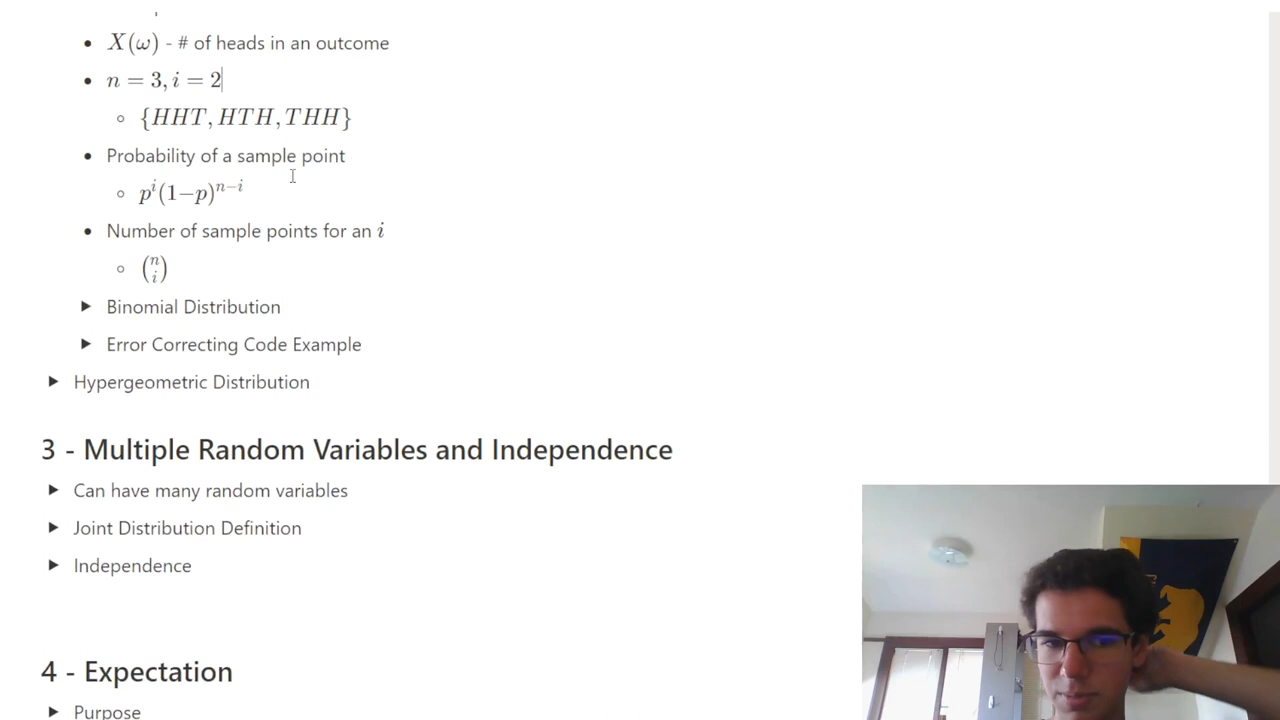 X(ω) - # of heads in an outcome
n = 3, i = 2
{HHT, HTH, THH}
Probability of a sample point
p^i(1−p)^{n−i}
Number of sample points for an i
\binom{n}{i}
Binomial Distribution
Error Correcting Code Example
Hypergeometric Distribution
3 - Multiple Random Variables and Independence
Can have many random variables
Joint Distribution Definition
Independence
4 - Expectation
Purpose